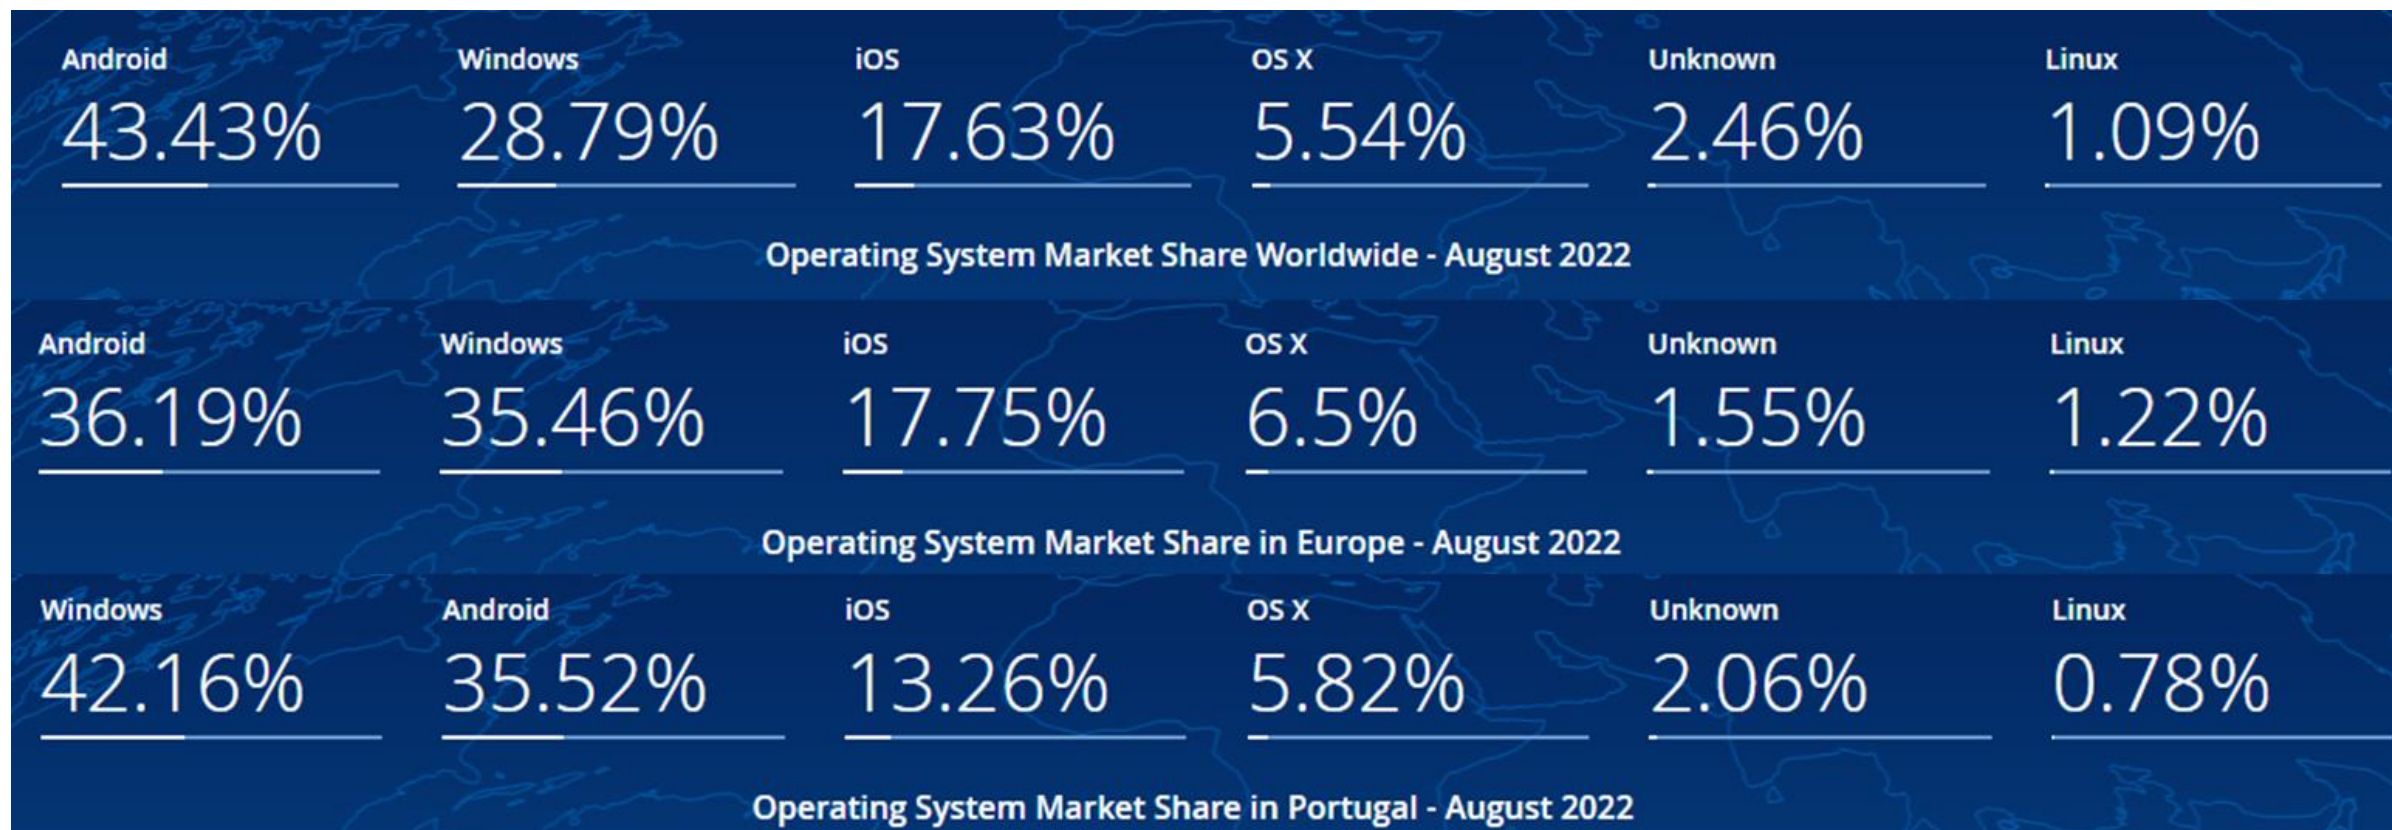 Android Windows iOS OS X Unknown Linux
43.43% 28.79% 17.63% 5.54% 2.46% 1.09%
Operating System Market Share Worldwide - August 2022
Android Windows iOS OS X Unknown Linux
36.19% 35.46% 17.75% 6.5% 1.55% 1.22%
Operating System Market Share in Europe - August 2022
Windows Android iOS OS X Unknown Linux
42.16% 35.52% 13.26% 5.82% 2.06% 0.78%
Operating System Market Share in Portugal - August 2022